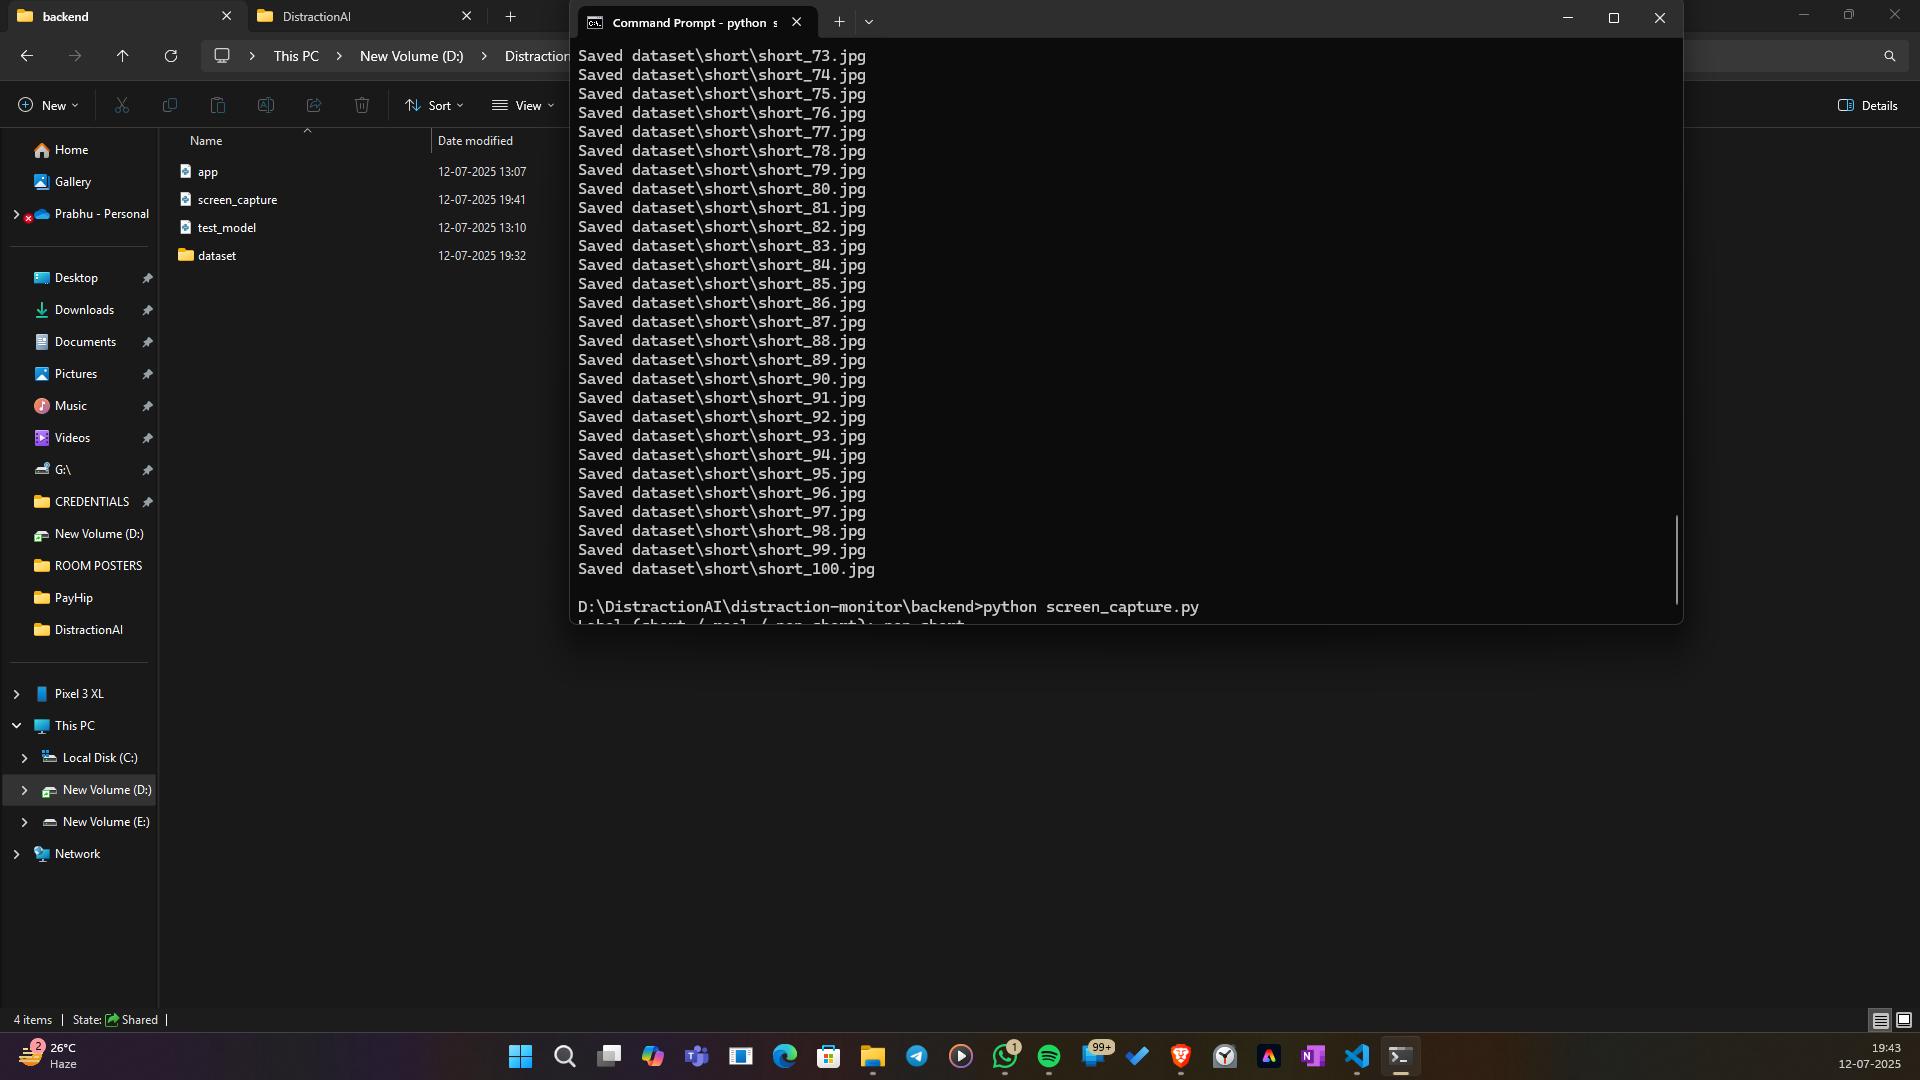 backend
DistractionAI
Command Prompt - python s
This PC
New Volume (D:)
Distraction
New
Sort
View
Details
Name
Date modified
app 12-07-2025 13:07
screen_capture 12-07-2025 19:41
test_model 12-07-2025 13:10
dataset 12-07-2025 19:32
Home
Gallery
Prabhu - Personal
Desktop
Downloads
Documents
Pictures
Music
Videos
G:\
CREDENTIALS
New Volume (D:)
ROOM POSTERS
PayHip
DistractionAI
Pixel 3 XL
This PC
Local Disk (C:)
New Volume (D:)
New Volume (E:)
Network
Saved dataset\short\short_73.jpg
Saved dataset\short\short_74.jpg
Saved dataset\short\short_75.jpg
Saved dataset\short\short_76.jpg
Saved dataset\short\short_77.jpg
Saved dataset\short\short_78.jpg
Saved dataset\short\short_79.jpg
Saved dataset\short\short_80.jpg
Saved dataset\short\short_81.jpg
Saved dataset\short\short_82.jpg
Saved dataset\short\short_83.jpg
Saved dataset\short\short_84.jpg
Saved dataset\short\short_85.jpg
Saved dataset\short\short_86.jpg
Saved dataset\short\short_87.jpg
Saved dataset\short\short_88.jpg
Saved dataset\short\short_89.jpg
Saved dataset\short\short_90.jpg
Saved dataset\short\short_91.jpg
Saved dataset\short\short_92.jpg
Saved dataset\short\short_93.jpg
Saved dataset\short\short_94.jpg
Saved dataset\short\short_95.jpg
Saved dataset\short\short_96.jpg
Saved dataset\short\short_97.jpg
Saved dataset\short\short_98.jpg
Saved dataset\short\short_99.jpg
Saved dataset\short\short_100.jpg
D:\DistractionAI\distraction-monitor\backend>python screen_capture.py
4 items | State: Shared |
2
26°C
Haze
1
99+
19:43
12-07-2025